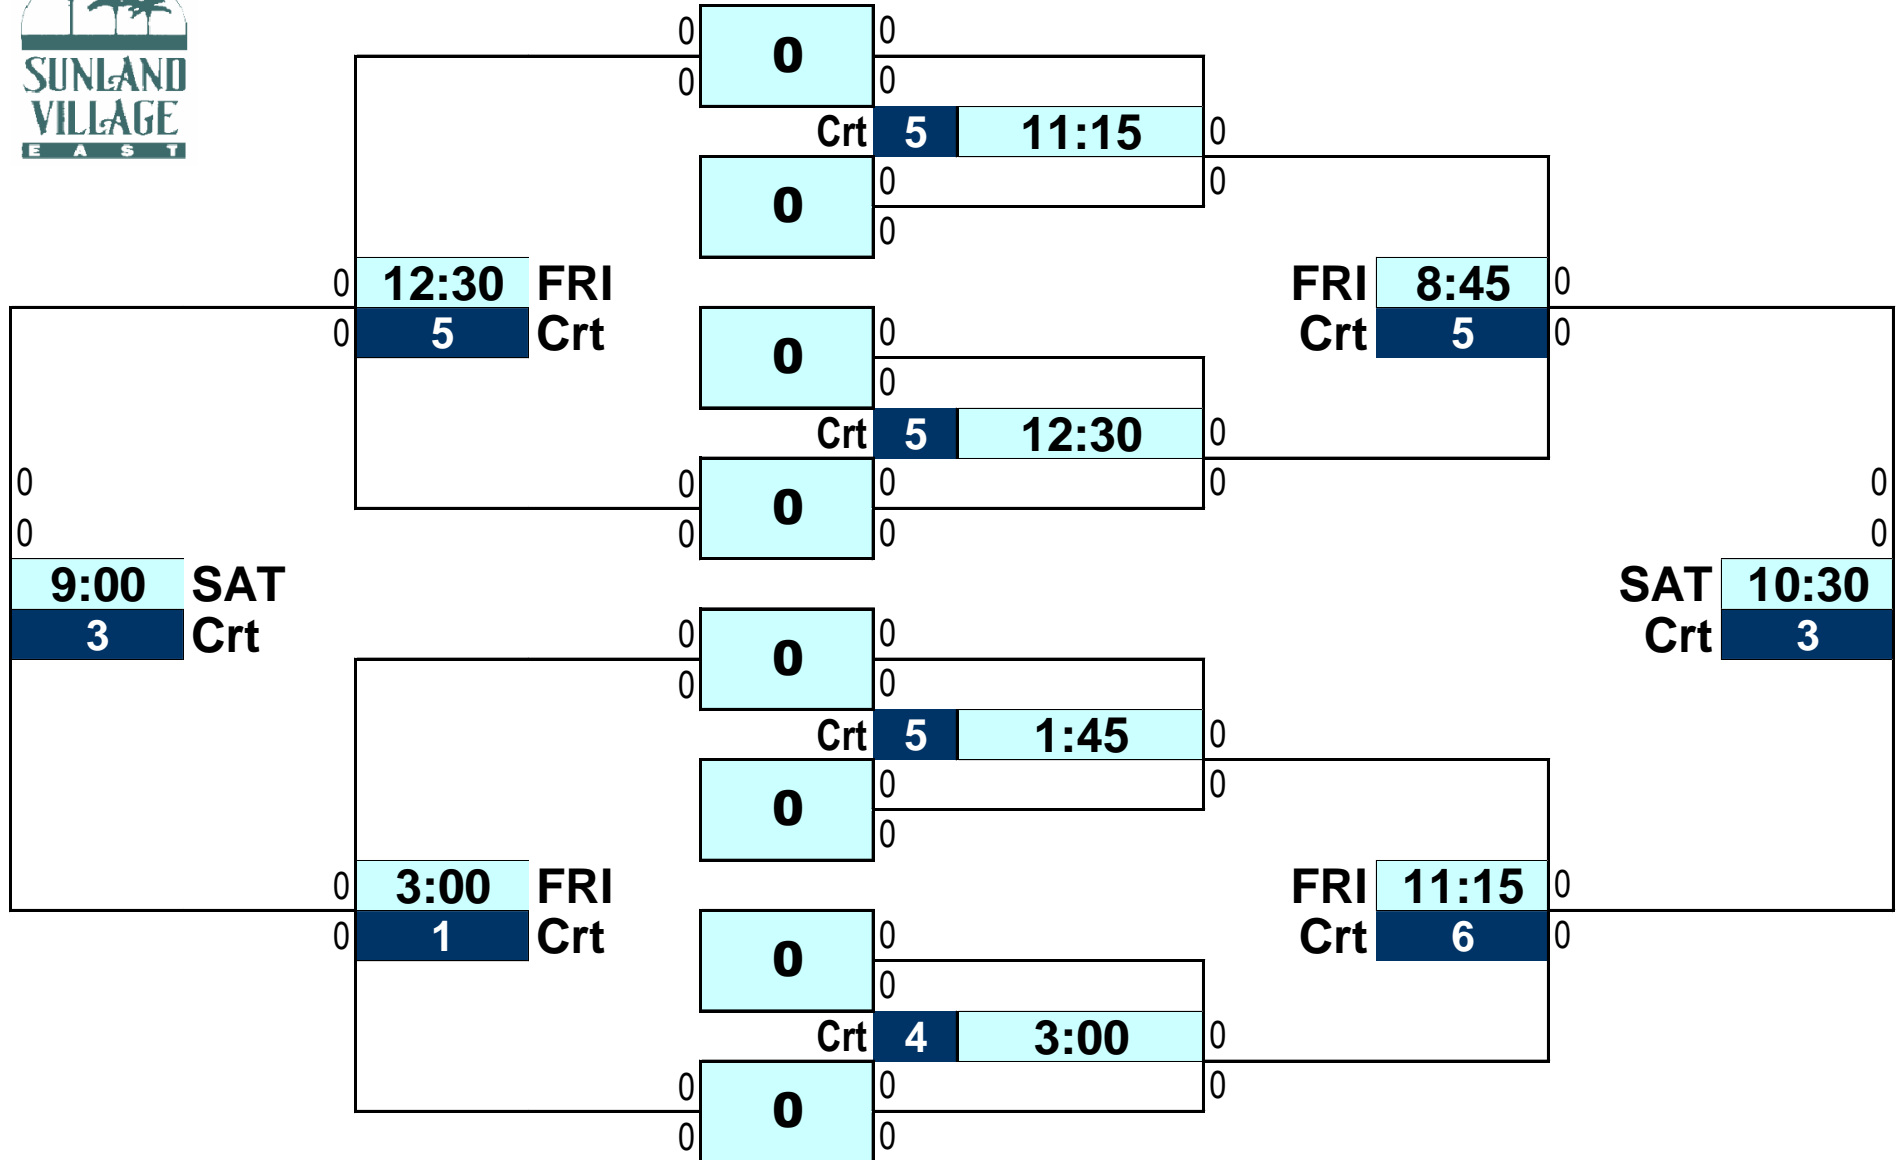 SUNLAND
VILLAGE
EAST
0 0 0
0 0
Crt 5 11:15 0
0 0 0
0
0 12:30 FRI FRI 8:45 0
0 5 Crt 0 0 Crt 5 0
0
Crt 5 12:30 0
0 0 0 0 0 0
0 0 0 0
9:00 SAT SAT 10:30
3 Crt 0 0 0 Crt 3
0 0
Crt 5 1:45 0
0 0 0
0
0 3:00 FRI FRI 11:15 0
0 1 Crt 0 0 Crt 6 0
0
Crt 4 3:00 0
0 0 0 0
0 0